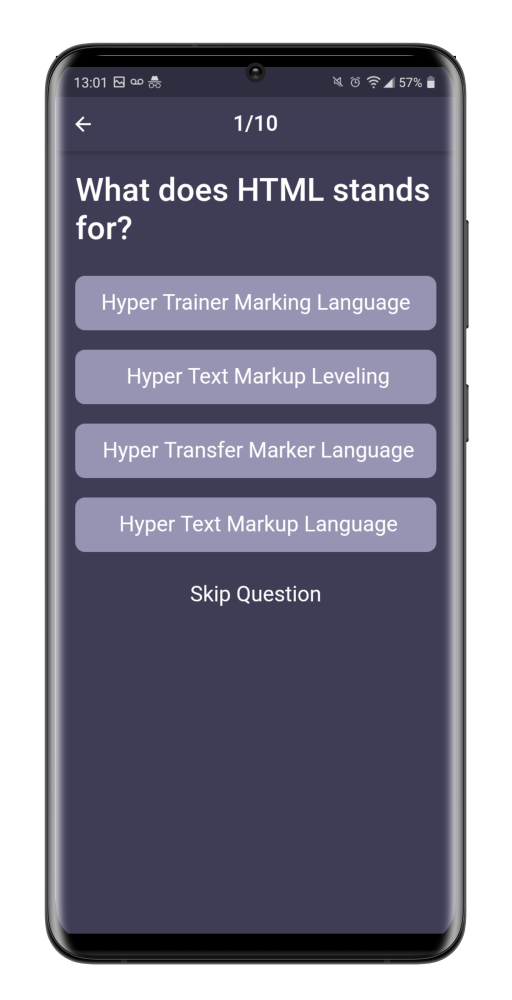 13:01 57%
1/10
What does HTML stands
for?
Hyper Trainer Marking Language
Hyper Text Markup Leveling
Hyper Transfer Marker Language
Hyper Text Markup Language
Skip Question